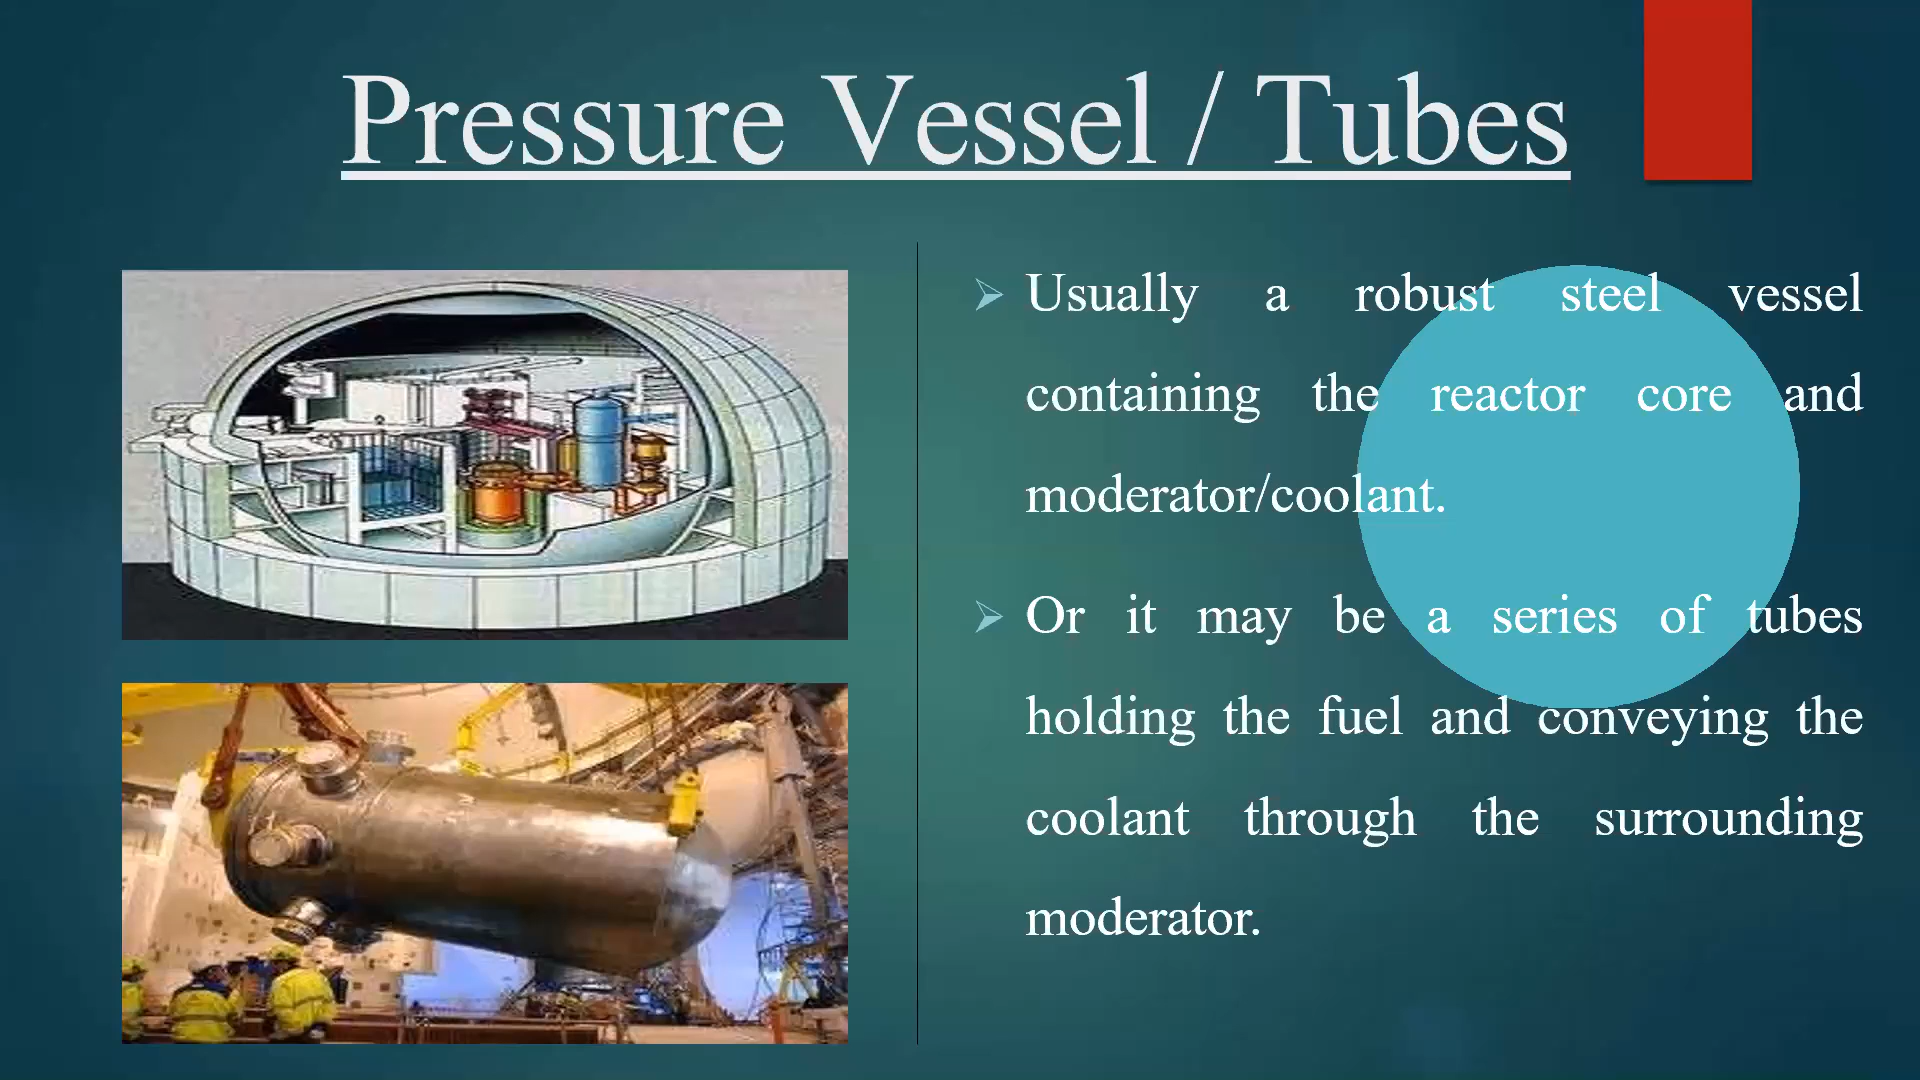 Pressure Vessel / Tubes
Usually a robust steel vessel
containing the reactor core and
moderator/coolant.
Or it may be a series of tubes
holding the fuel and conveying the
coolant through the surrounding
moderator.